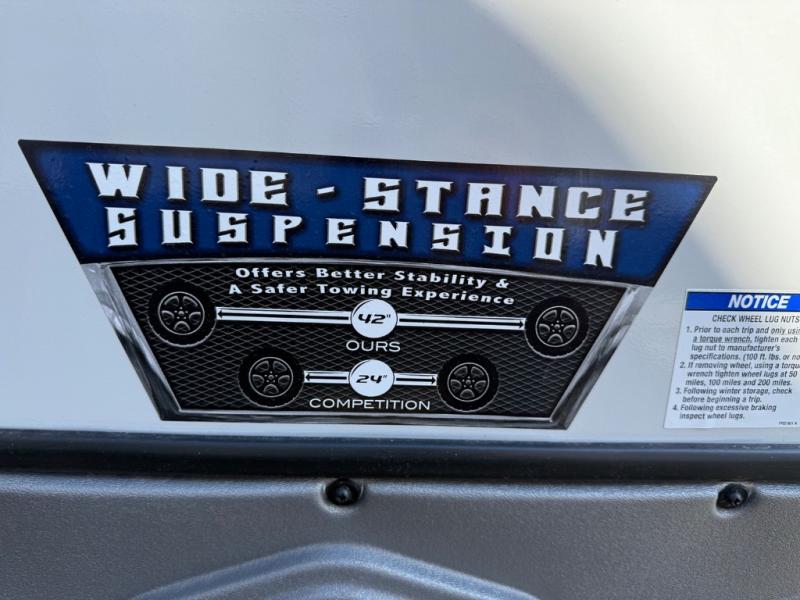 WIDE - STANCE
SUSPENSION
Offers Better Stability &
A Safer Towing Experience
42"
OURS
24"
COMPETITION
NOTICE
CHECK WHEEL LUG NUTS
1. Prior to each trip and only usin
a torque wrench, tighten each
lug nut to manufacturer's
specifications. (100 ft. lbs. or
2. If removing wheel, using a torqu
wrench tighten wheel lugs at 50
miles, 100 miles and 200 miles.
3. Following winter storage, check
before beginning a trip.
4. Following excessive braking
inspect wheel lugs.